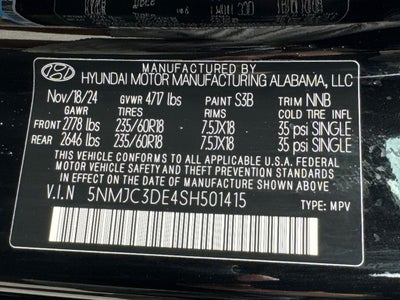 MANUFACTURED BY
HYUNDAI MOTOR MANUFACTURING ALABAMA, LLC
Nov/18/24 GVWR 4717 lbs PAINT S3B TRIM NNB
GAWR TIRES RIMS COLD TIRE INFL
FRONT 2778 lbs 235/60R18 7.5JX18 35 psi SINGLE
REAR 2646 lbs 235/60R18 7.5JX18 35 psi SINGLE
THIS VEHICLE CONFORMS TO ALL APPLICABLE U.S.A. FEDERAL
MOTOR VEHICLE SAFETY AND THEFT PREVENTION STANDARDS
IN EFFECT ON THE DATE OF MANUFACTURE SHOWN ABOVE.
V.I.N 5NMJC3DE4SH501415 TYPE: MPV